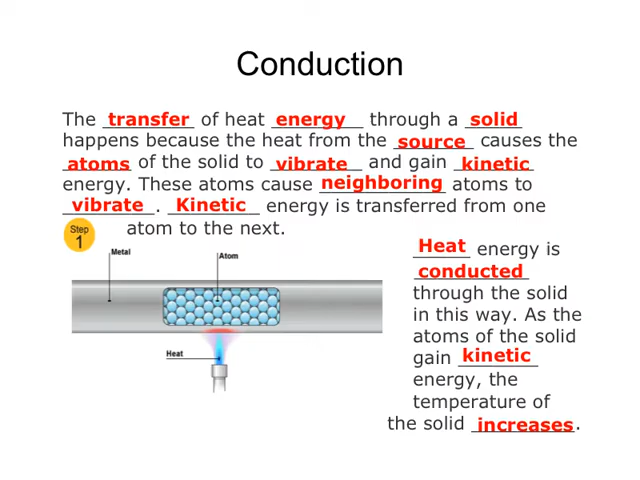 Conduction
The transfer of heat energy through a solid
happens because the heat from the source causes the
atoms of the solid to vibrate and gain kinetic
energy. These atoms cause neighboring atoms to
vibrate. Kinetic energy is transferred from one
atom to the next.
Step
1
Metal
Atom
Heat
Heat energy is
conducted
through the solid
in this way. As the
atoms of the solid
gain kinetic
energy, the
temperature of
the solid increases.